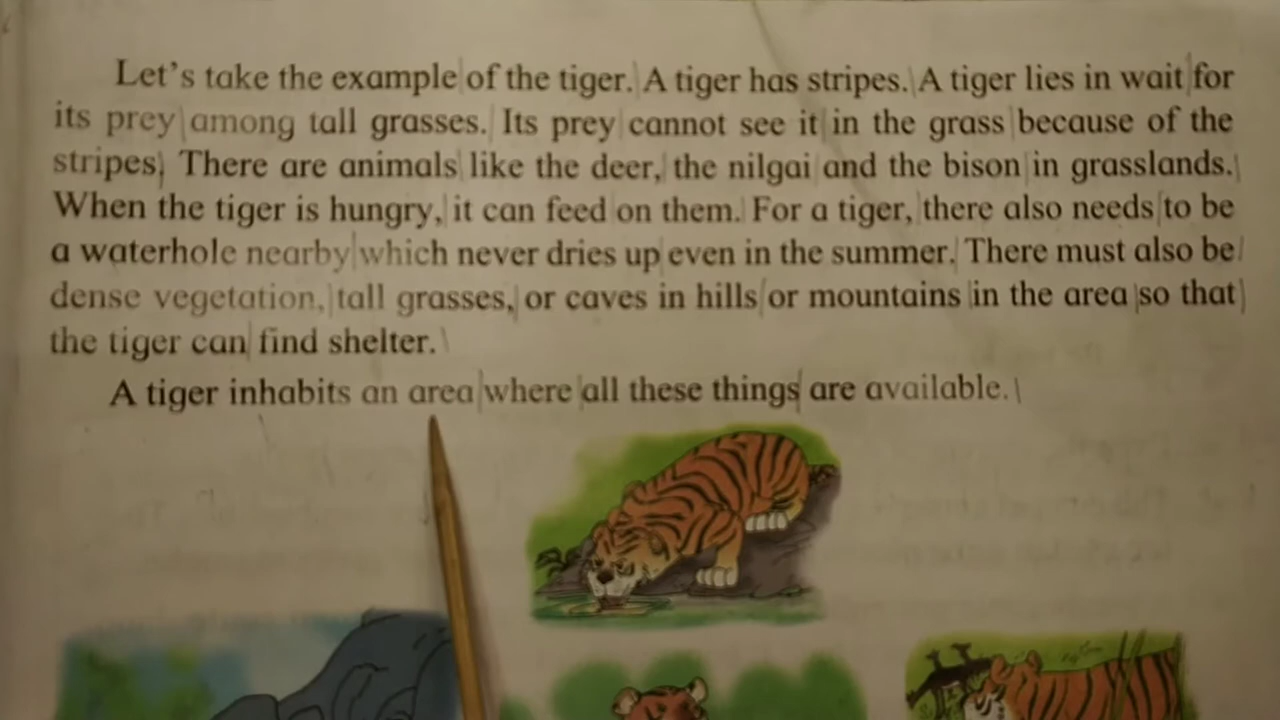 Let's take the example of the tiger. A tiger has stripes. A tiger lies in wait for
its prey among tall grasses. Its prey cannot see it in the grass because of the
stripes. There are animals like the deer, the nilgai and the bison in grasslands.
When the tiger is hungry, it can feed on them. For a tiger, there also needs to be
a waterhole nearby which never dries up even in the summer. There must also be
dense vegetation, tall grasses, or caves in hills or mountains in the area so that
the tiger can find shelter.
A tiger inhabits an area where all these things are available.